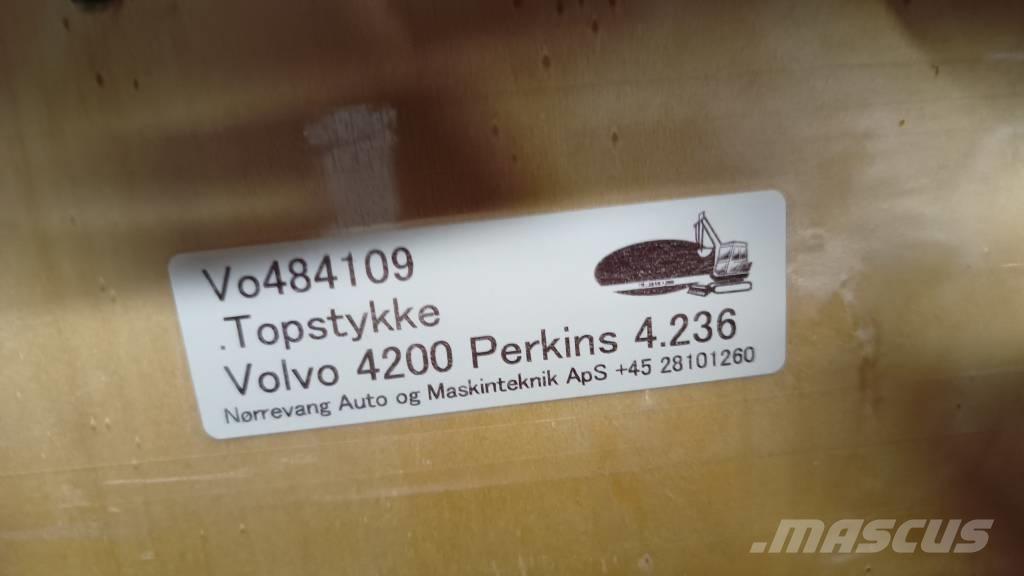 Vo484109
.Topstykke
Volvo 4200 Perkins 4.236
Nørrevang Auto og Maskinteknik ApS +45 28101260
.MASCUS